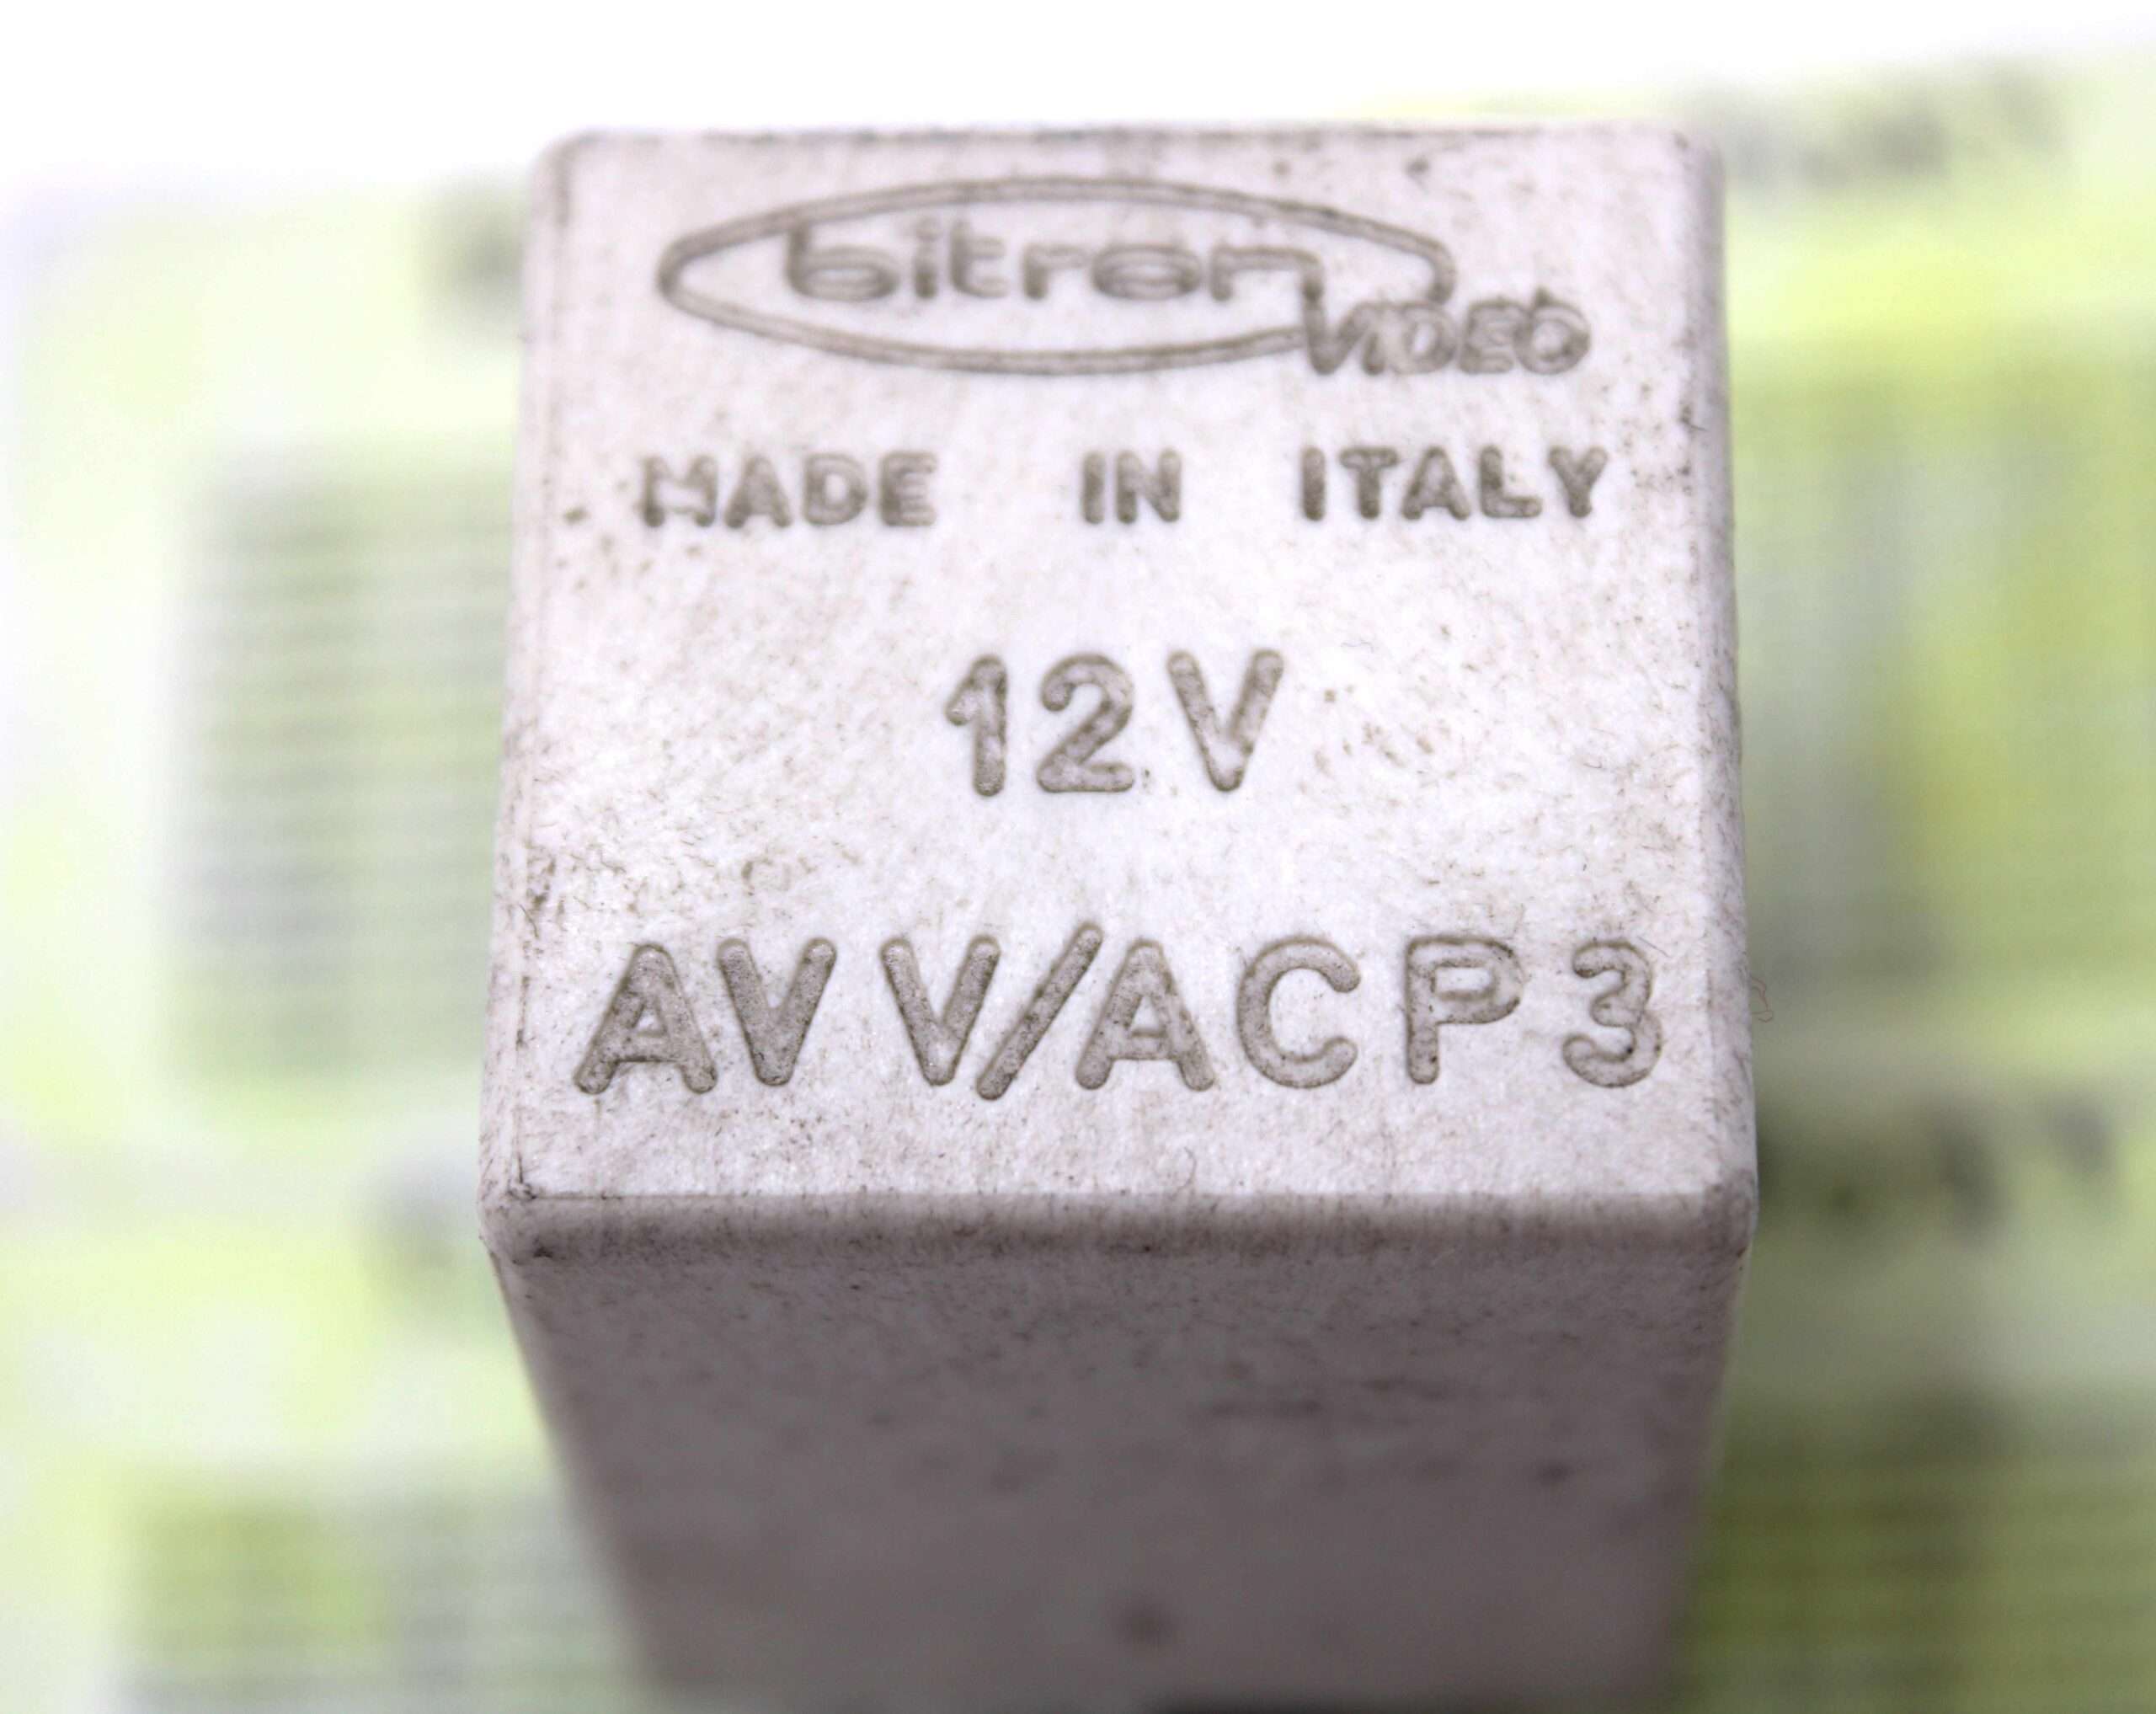 bitron VIDEO
MADE IN ITALY
12V
AVV/ACP3